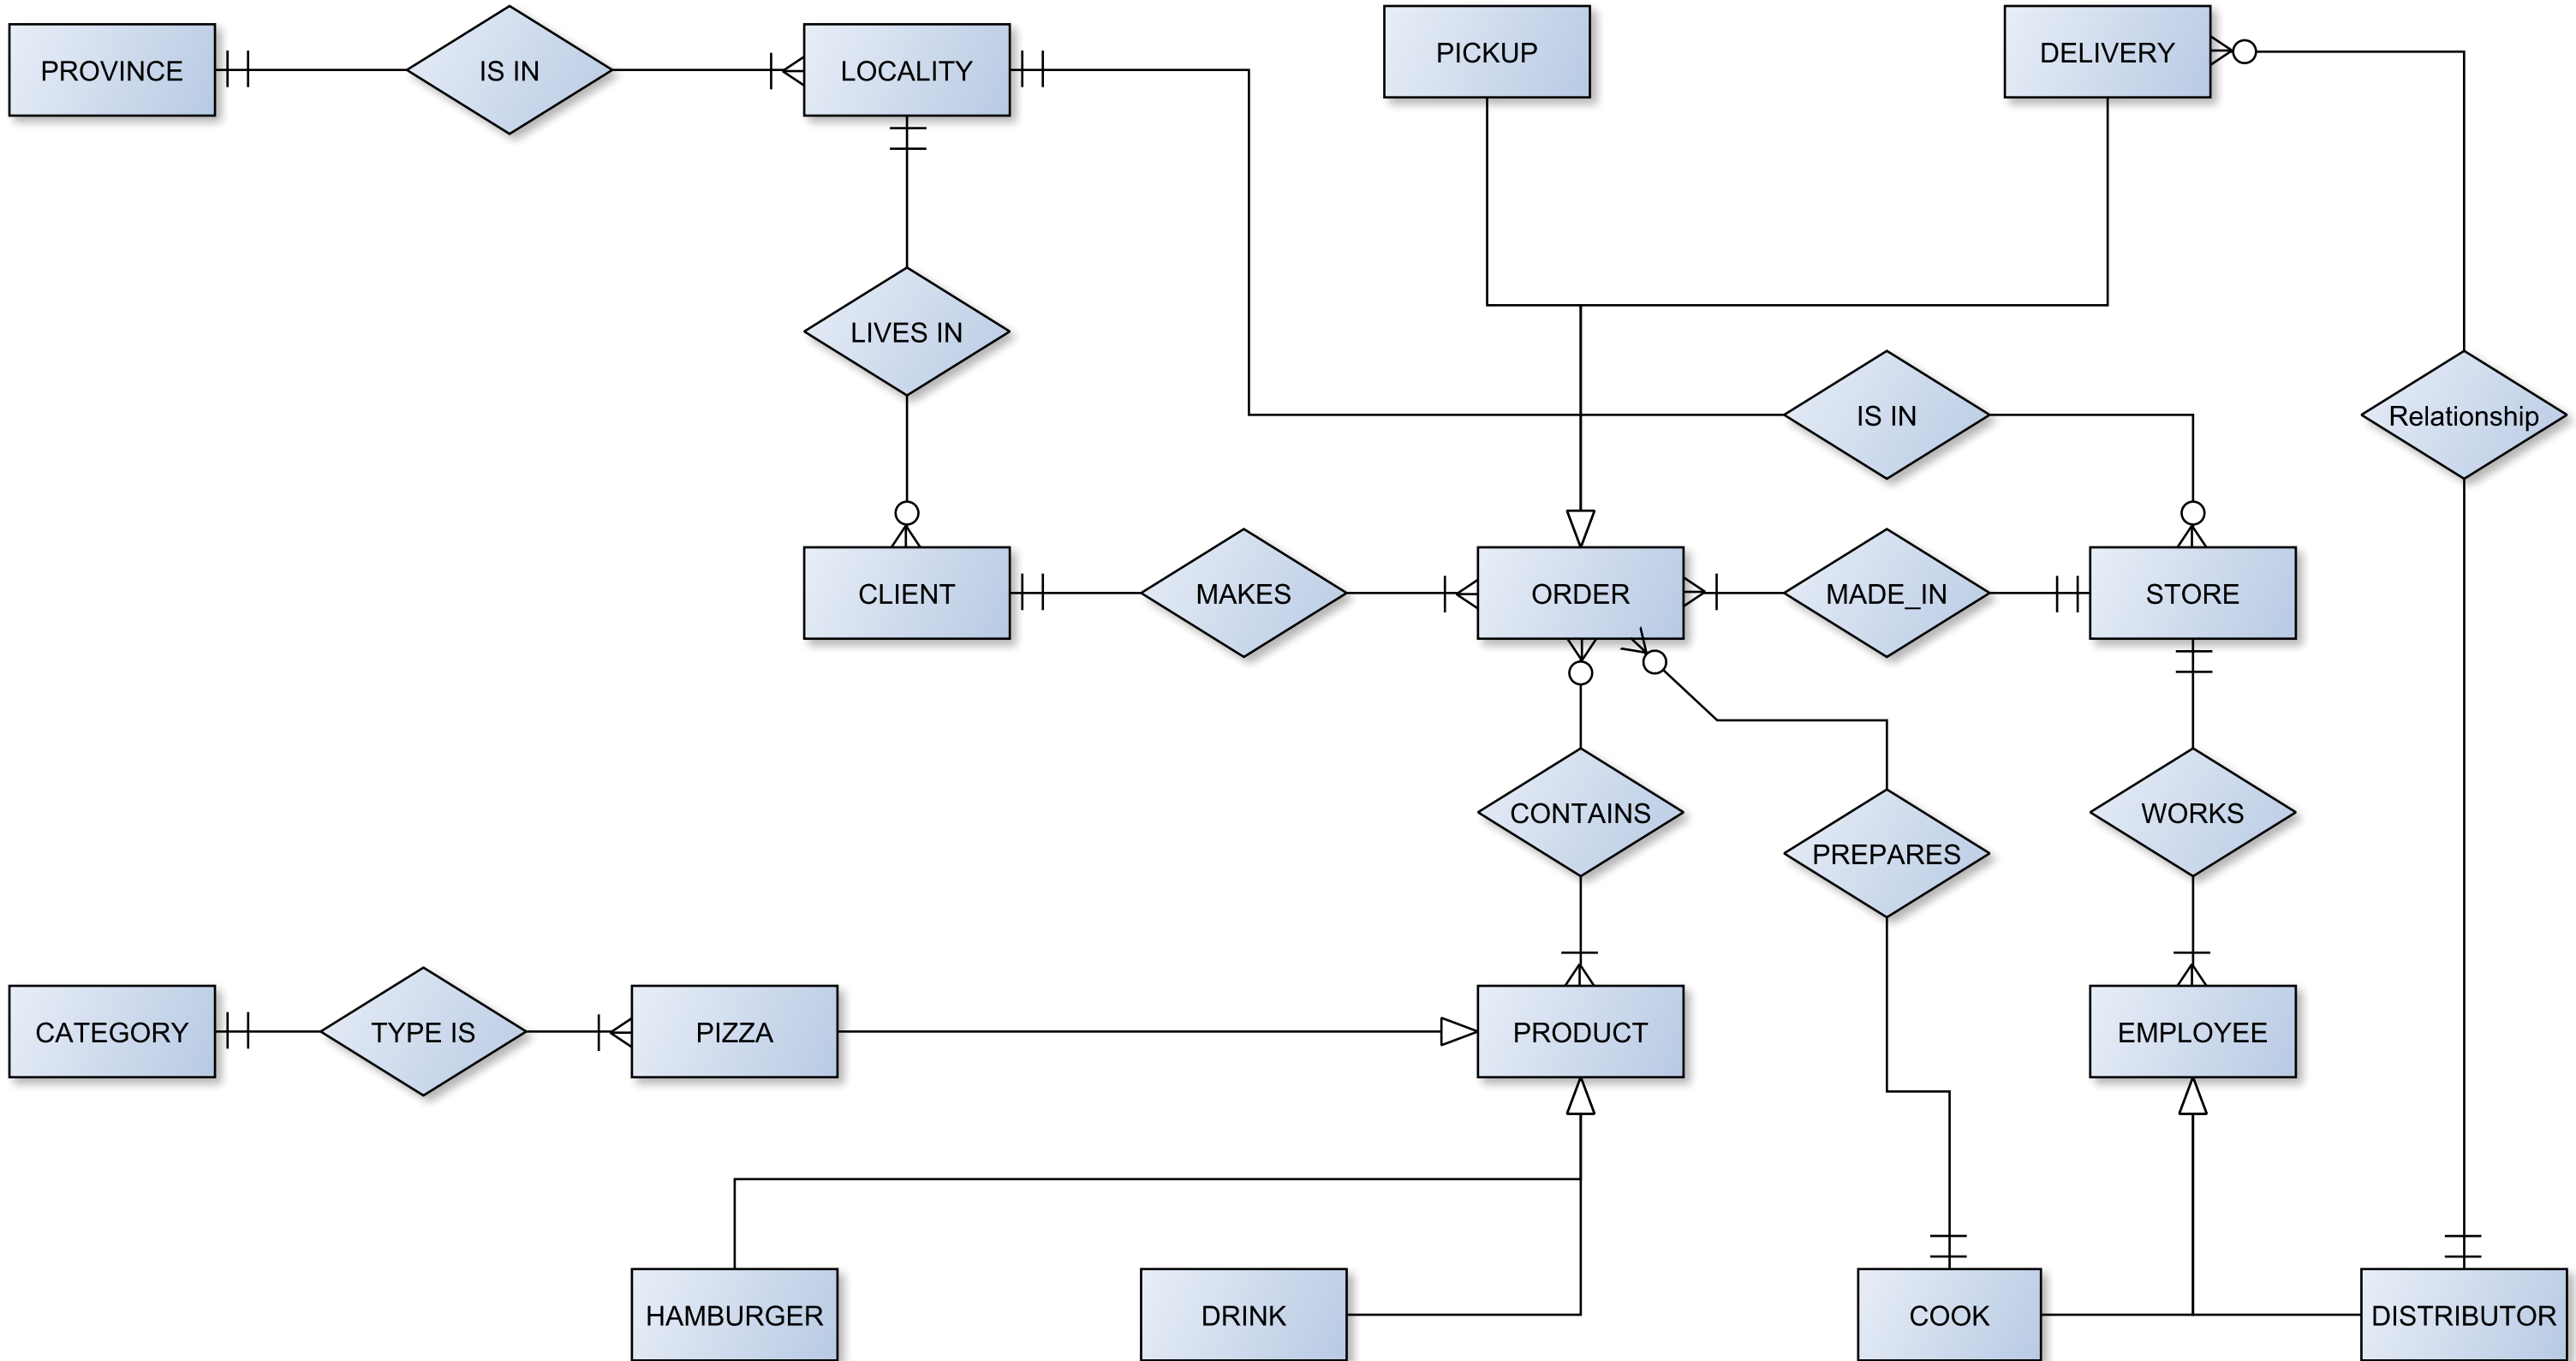 PROVINCE
IS IN
LOCALITY
PICKUP
DELIVERY
LIVES IN
IS IN
Relationship
CLIENT
MAKES
ORDER
MADE_IN
STORE
CONTAINS
PREPARES
WORKS
CATEGORY
TYPE IS
PIZZA
PRODUCT
EMPLOYEE
HAMBURGER
DRINK
COOK
DISTRIBUTOR